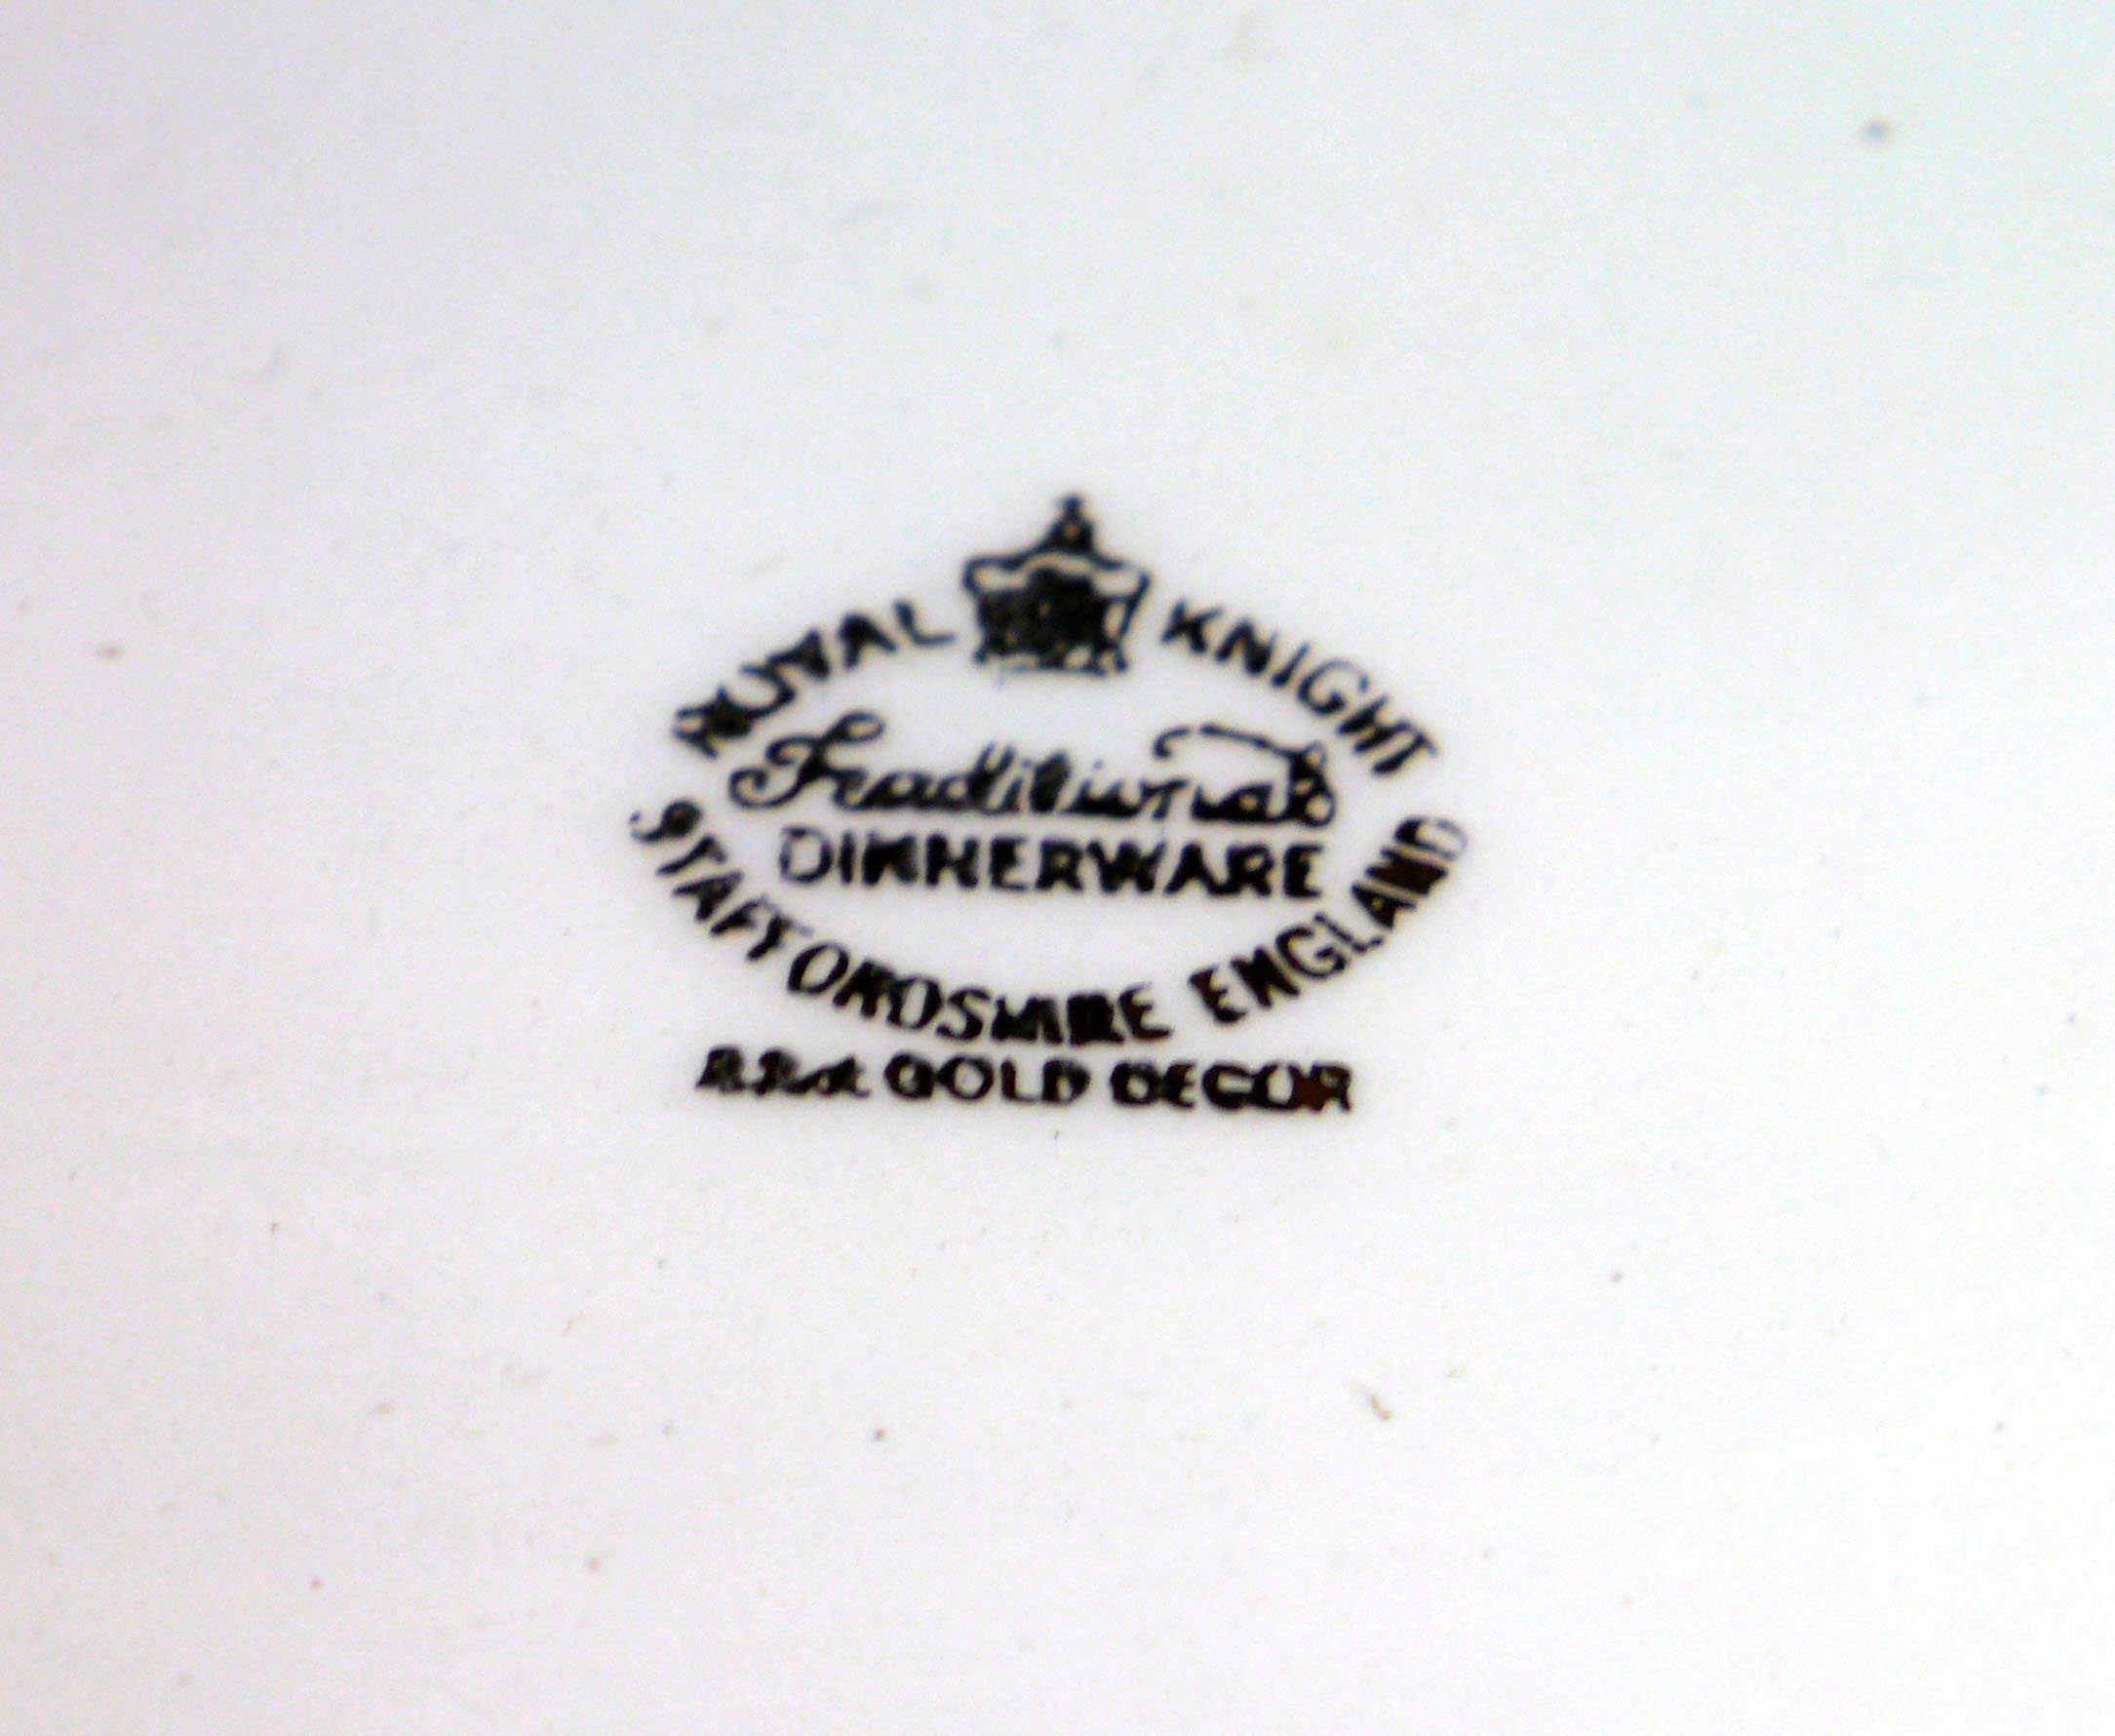 ROYAL KNIGHT
Traditional
DINNERWARE
STAFFORDSHIRE ENGLAND
GOLD DECOR